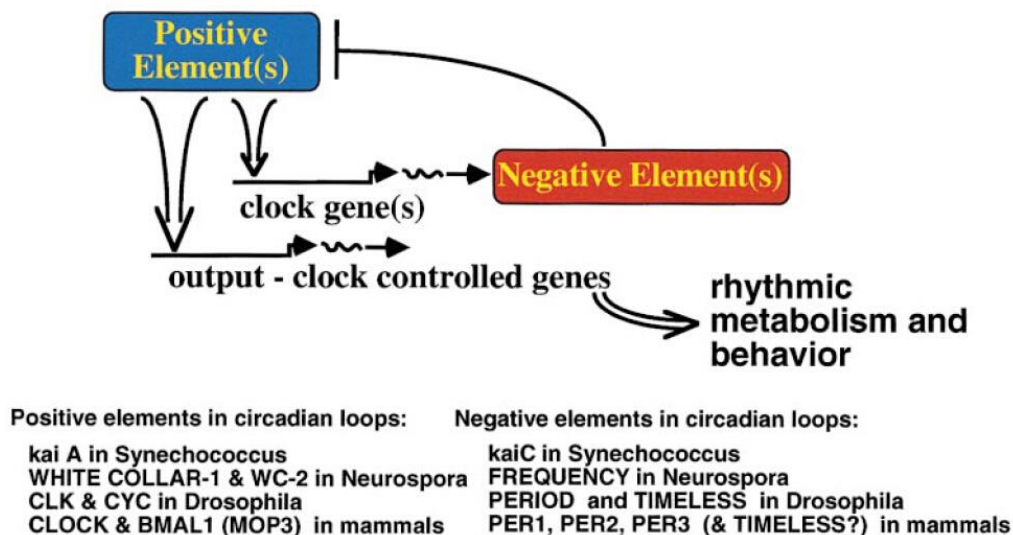 Positive
Element(s)
Negative Element(s)
clock gene(s)
output - clock controlled genes
rhythmic
metabolism and
behavior
Positive elements in circadian loops:
kai A in Synechococcus
WHITE COLLAR-1 & WC-2 in Neurospora
CLK & CYC in Drosophila
CLOCK & BMAL1 (MOP3) in mammals
Negative elements in circadian loops:
kaiC in Synechococcus
FREQUENCY in Neurospora
PERIOD and TIMELESS in Drosophila
PER1, PER2, PER3 (& TIMELESS?) in mammals